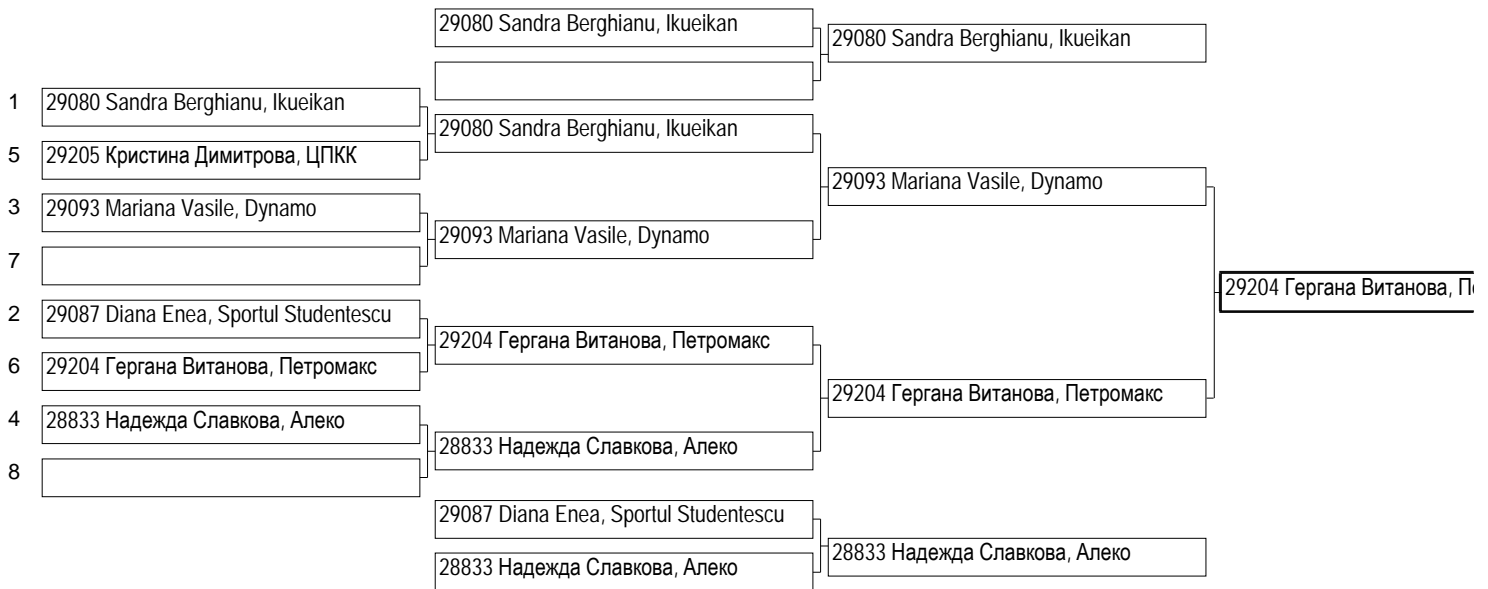 29080 Sandra Berghianu, Ikueikan
29080 Sandra Berghianu, Ikueikan
1 29080 Sandra Berghianu, Ikueikan
29080 Sandra Berghianu, Ikueikan
5 29205 Кристина Димитрова, ЦПКК
29093 Mariana Vasile, Dynamo
3 29093 Mariana Vasile, Dynamo
29093 Mariana Vasile, Dynamo
7
29204 Гергана Витанова,
2 29087 Diana Enea, Sportul Studentescu
29204 Гергана Витанова, Петромакс
6 29204 Гергана Витанова, Петромакс
29204 Гергана Витанова, Петромакс
4 28833 Надежда Славкова, Алеко
28833 Надежда Славкова, Алеко
8
29087 Diana Enea, Sportul Studentescu
28833 Надежда Славкова, Алеко
28833 Надежда Славкова, Алеко